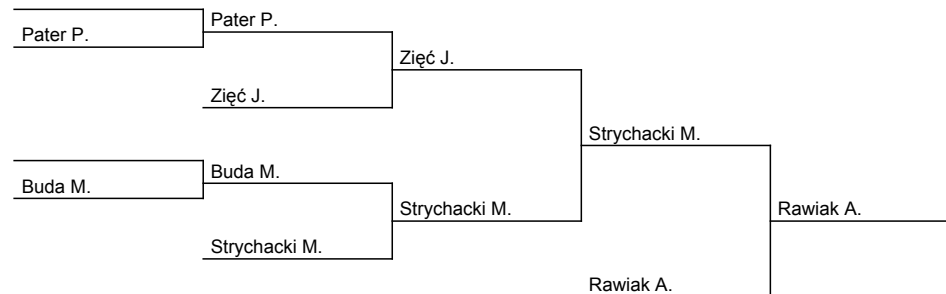 Pater P.
Pater P.
Zięć J.
Zięć J.
Strychacki M.
Buda M.
Buda M.
Strychacki M.
Rawiak A.
Strychacki M.
Rawiak A.